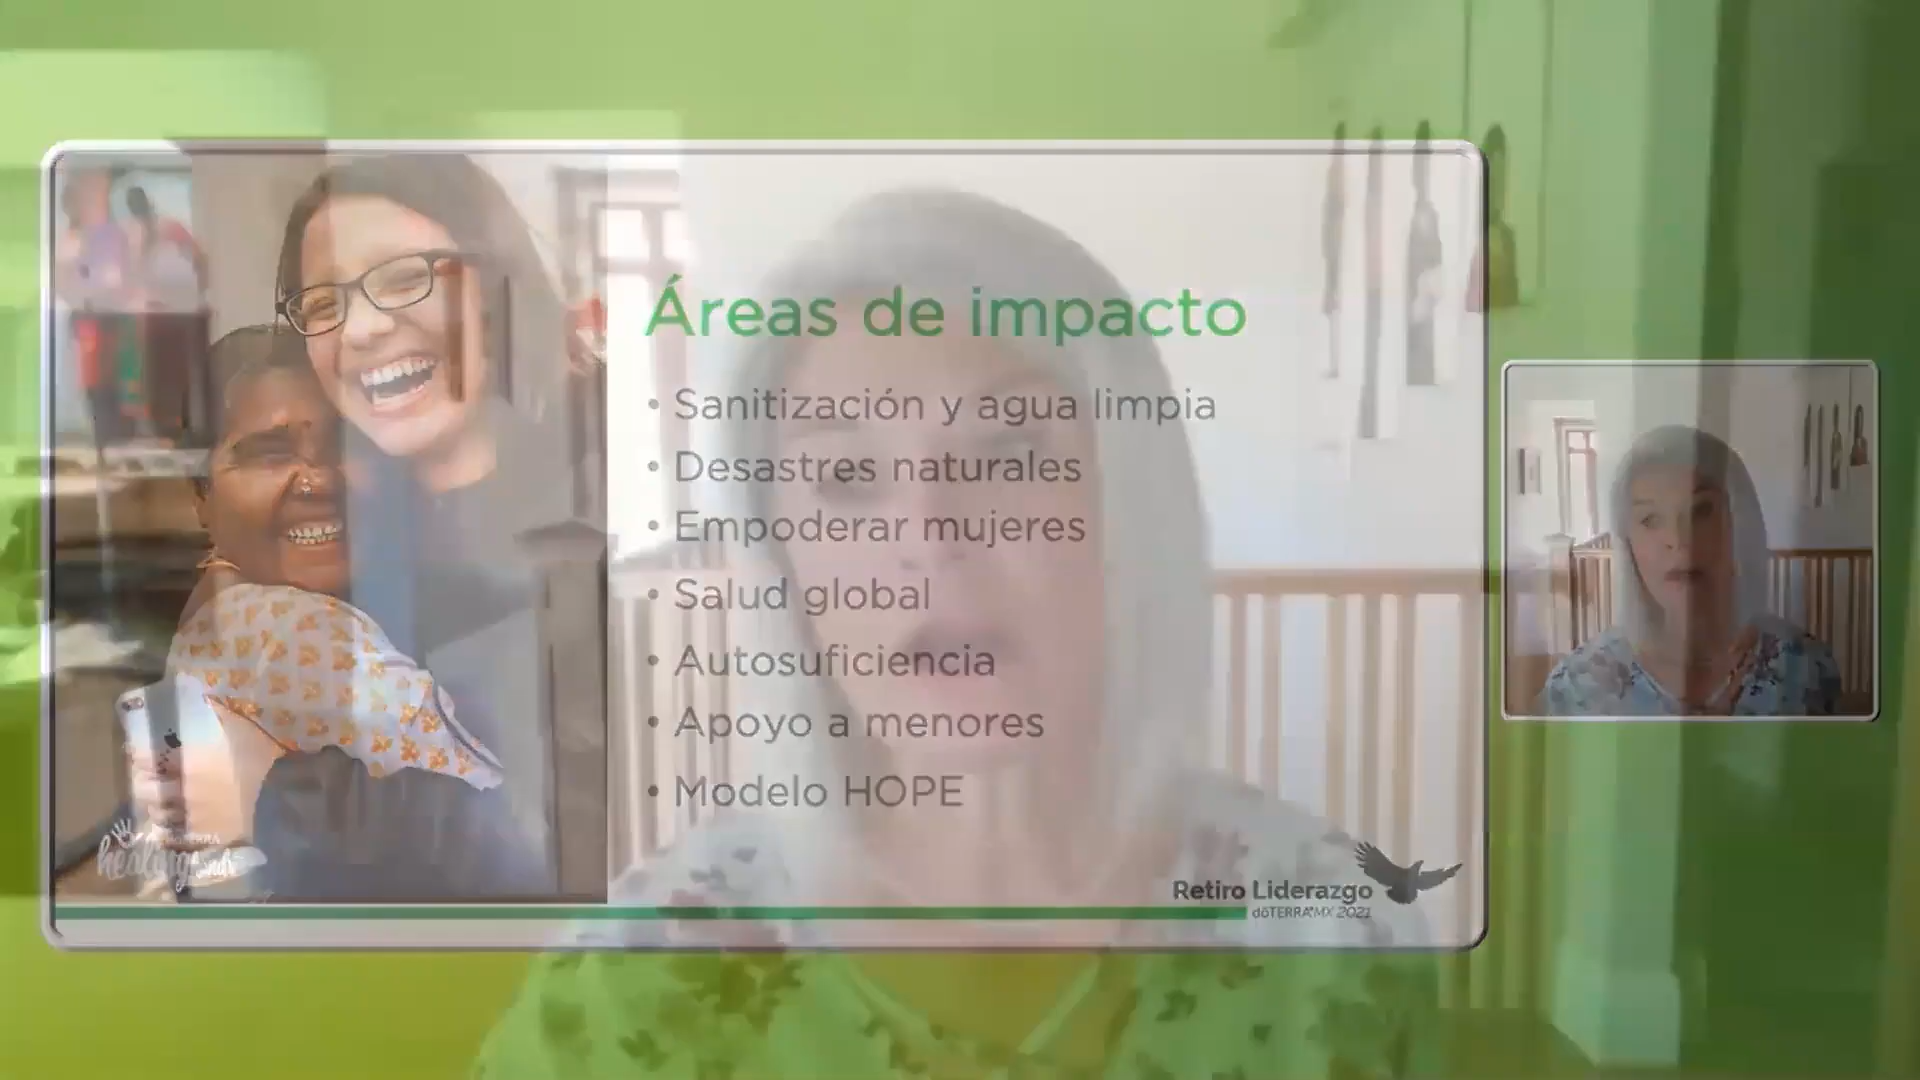 Áreas de impacto
• Sanitización y agua limpia
• Desastres naturales
• Empoderar mujeres
• Salud global
• Autosuficiencia
• Apoyo a menores
• Modelo HOPE
healing
Retiro Liderazgo
dōTERRA MX 2021